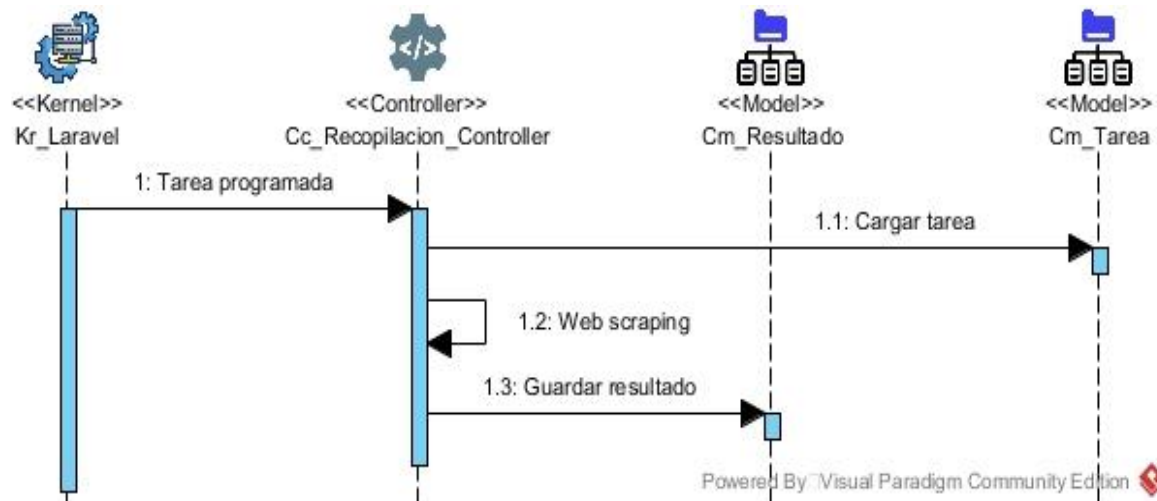 <<Kernel>>
Kr_Laravel
<<Controller>>
Cc_Recopilacion_Controller
<<Model>>
Cm_Resultado
<<Model>>
Cm_Tarea
1: Tarea programada
1.1: Cargar tarea
1.2: Web scraping
1.3: Guardar resultado
Powered By Visual Paradigm Community Edition